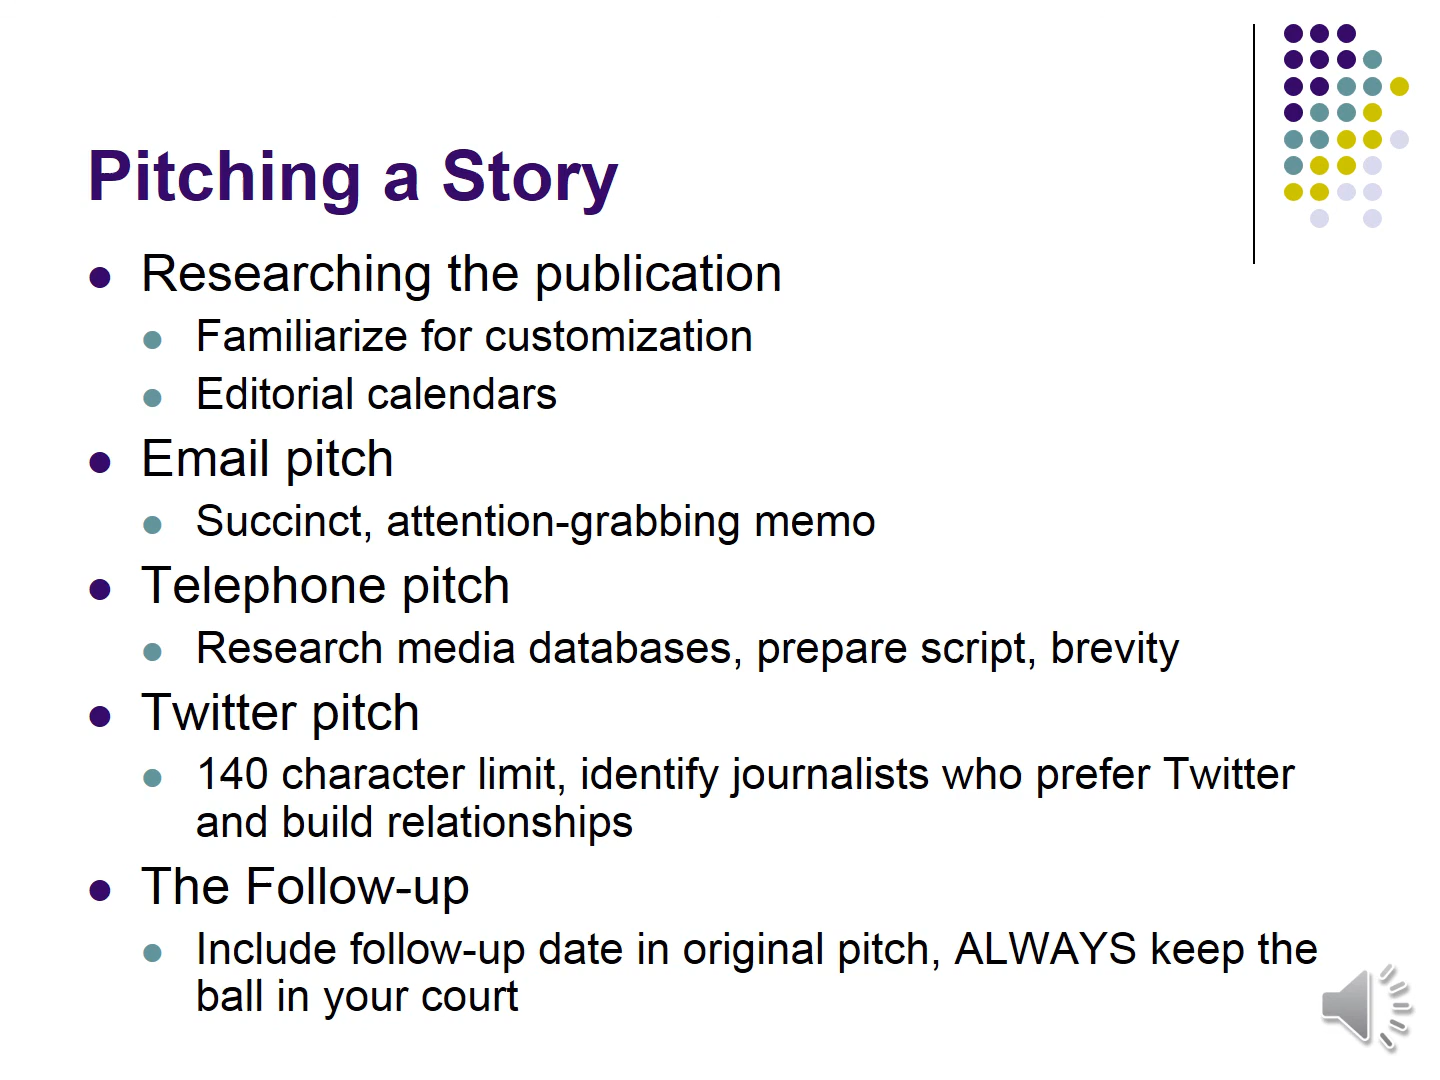 Pitching a Story
Researching the publication
Familiarize for customization
Editorial calendars
Email pitch
Succinct, attention-grabbing memo
Telephone pitch
Research media databases, prepare script, brevity
Twitter pitch
140 character limit, identify journalists who prefer Twitter
and build relationships
The Follow-up
Include follow-up date in original pitch, ALWAYS keep the
ball in your court